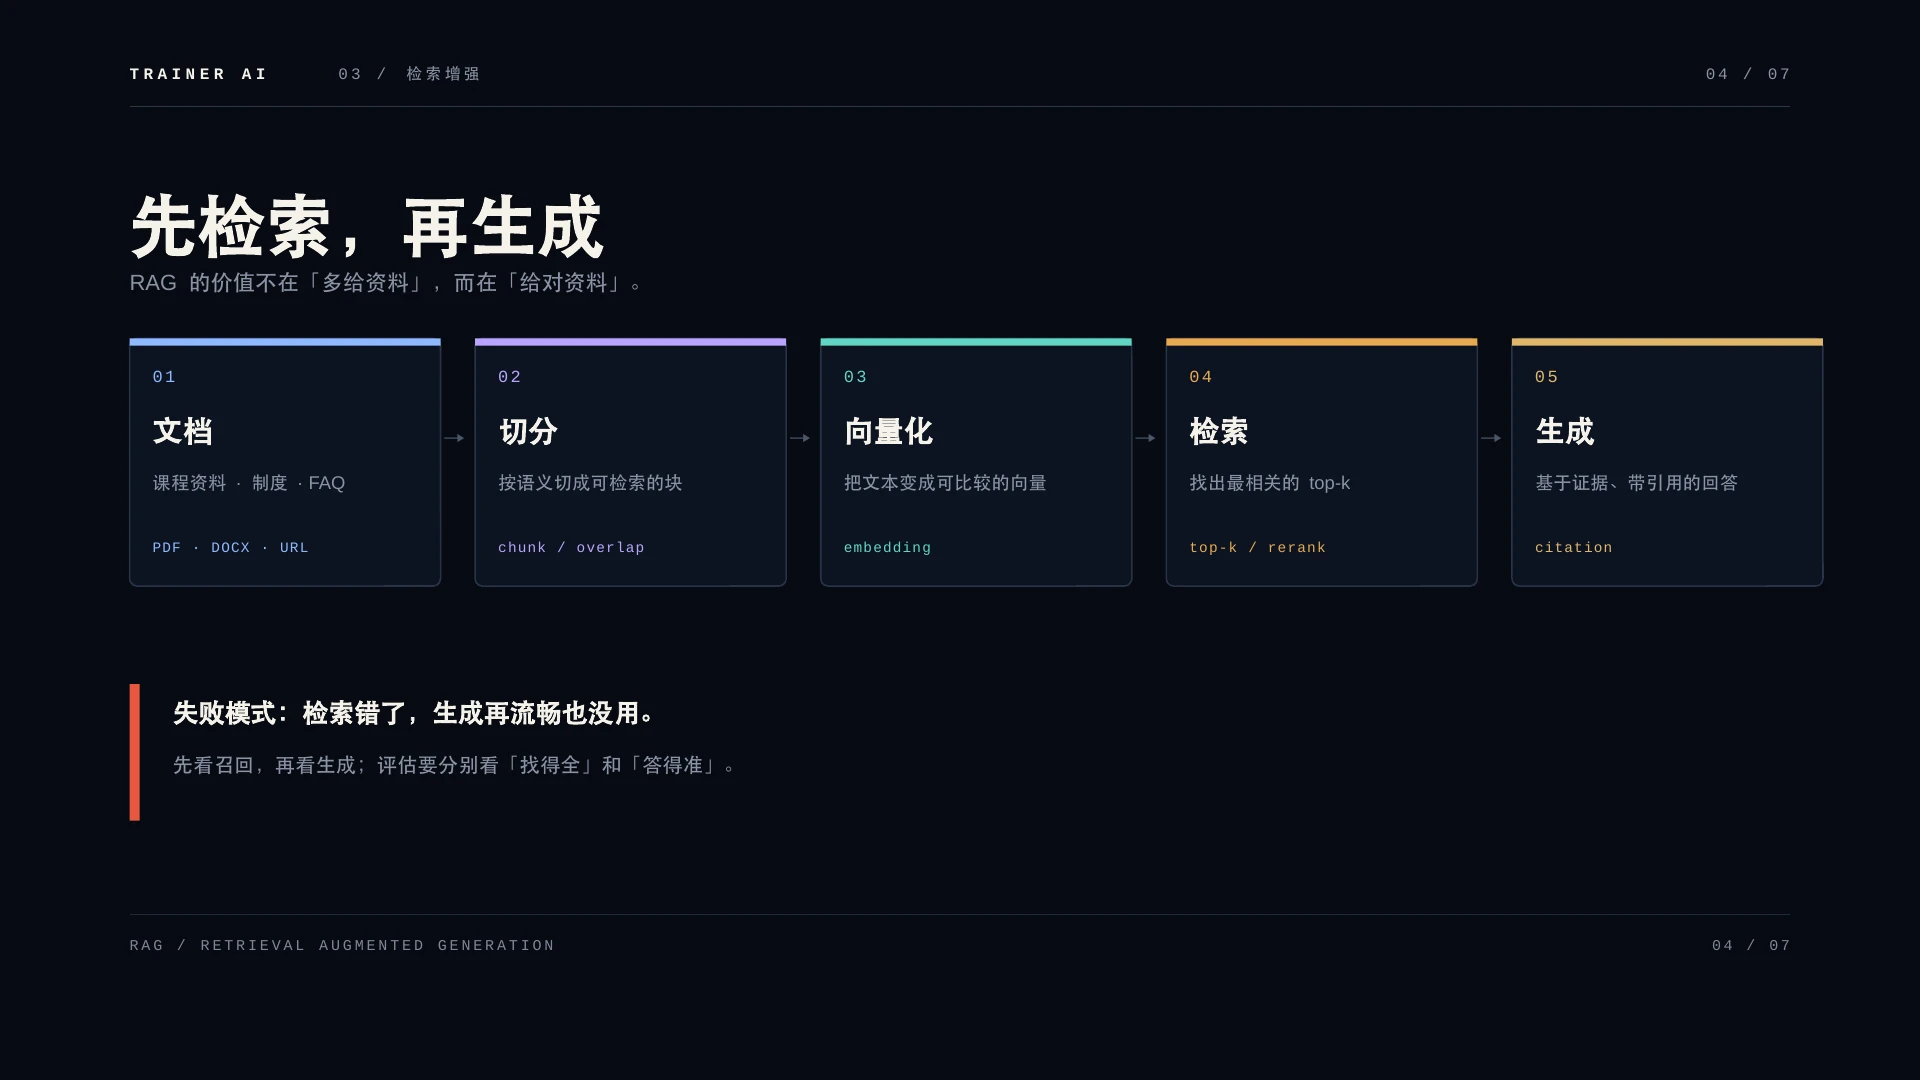 TRAINER AI
03 / 检索增强
04 / 07
先检索，再生成
RAG 的价值不在「多给资料」，而在「给对资料」。
01
文档
课程资料 · 制度 · FAQ
PDF · DOCX · URL
02
切分
按语义切成可检索的块
chunk / overlap
03
向量化
把文本变成可比较的向量
embedding
04
检索
找出最相关的 top-k
top-k / rerank
05
生成
基于证据、带引用的回答
citation
失败模式：检索错了，生成再流畅也没用。
先看召回，再看生成；评估要分别看「找得全」和「答得准」。
RAG / RETRIEVAL AUGMENTED GENERATION
04 / 07